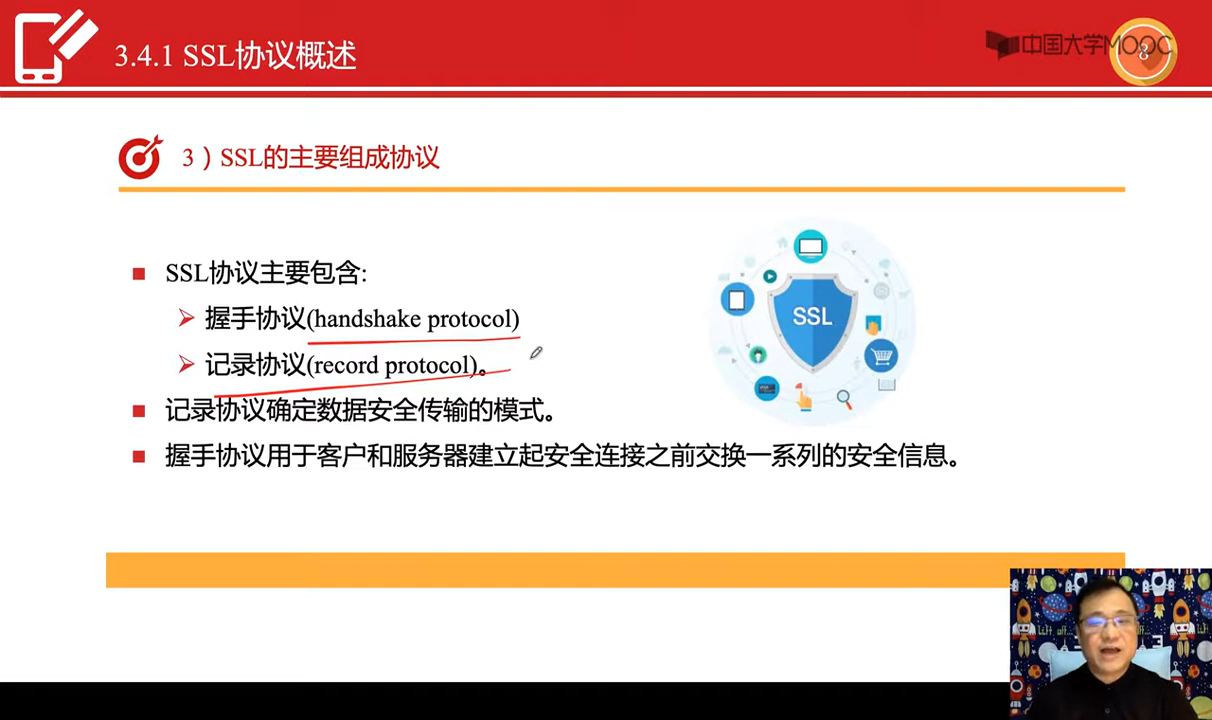 3.4.1 SSL协议概述
中国大学MOOC
8
3）SSL的主要组成协议
SSL协议主要包含:
握手协议(handshake protocol)
记录协议(record protocol)。
记录协议确定数据安全传输的模式。
握手协议用于客户和服务器建立起安全连接之前交换一系列的安全信息。
SSL